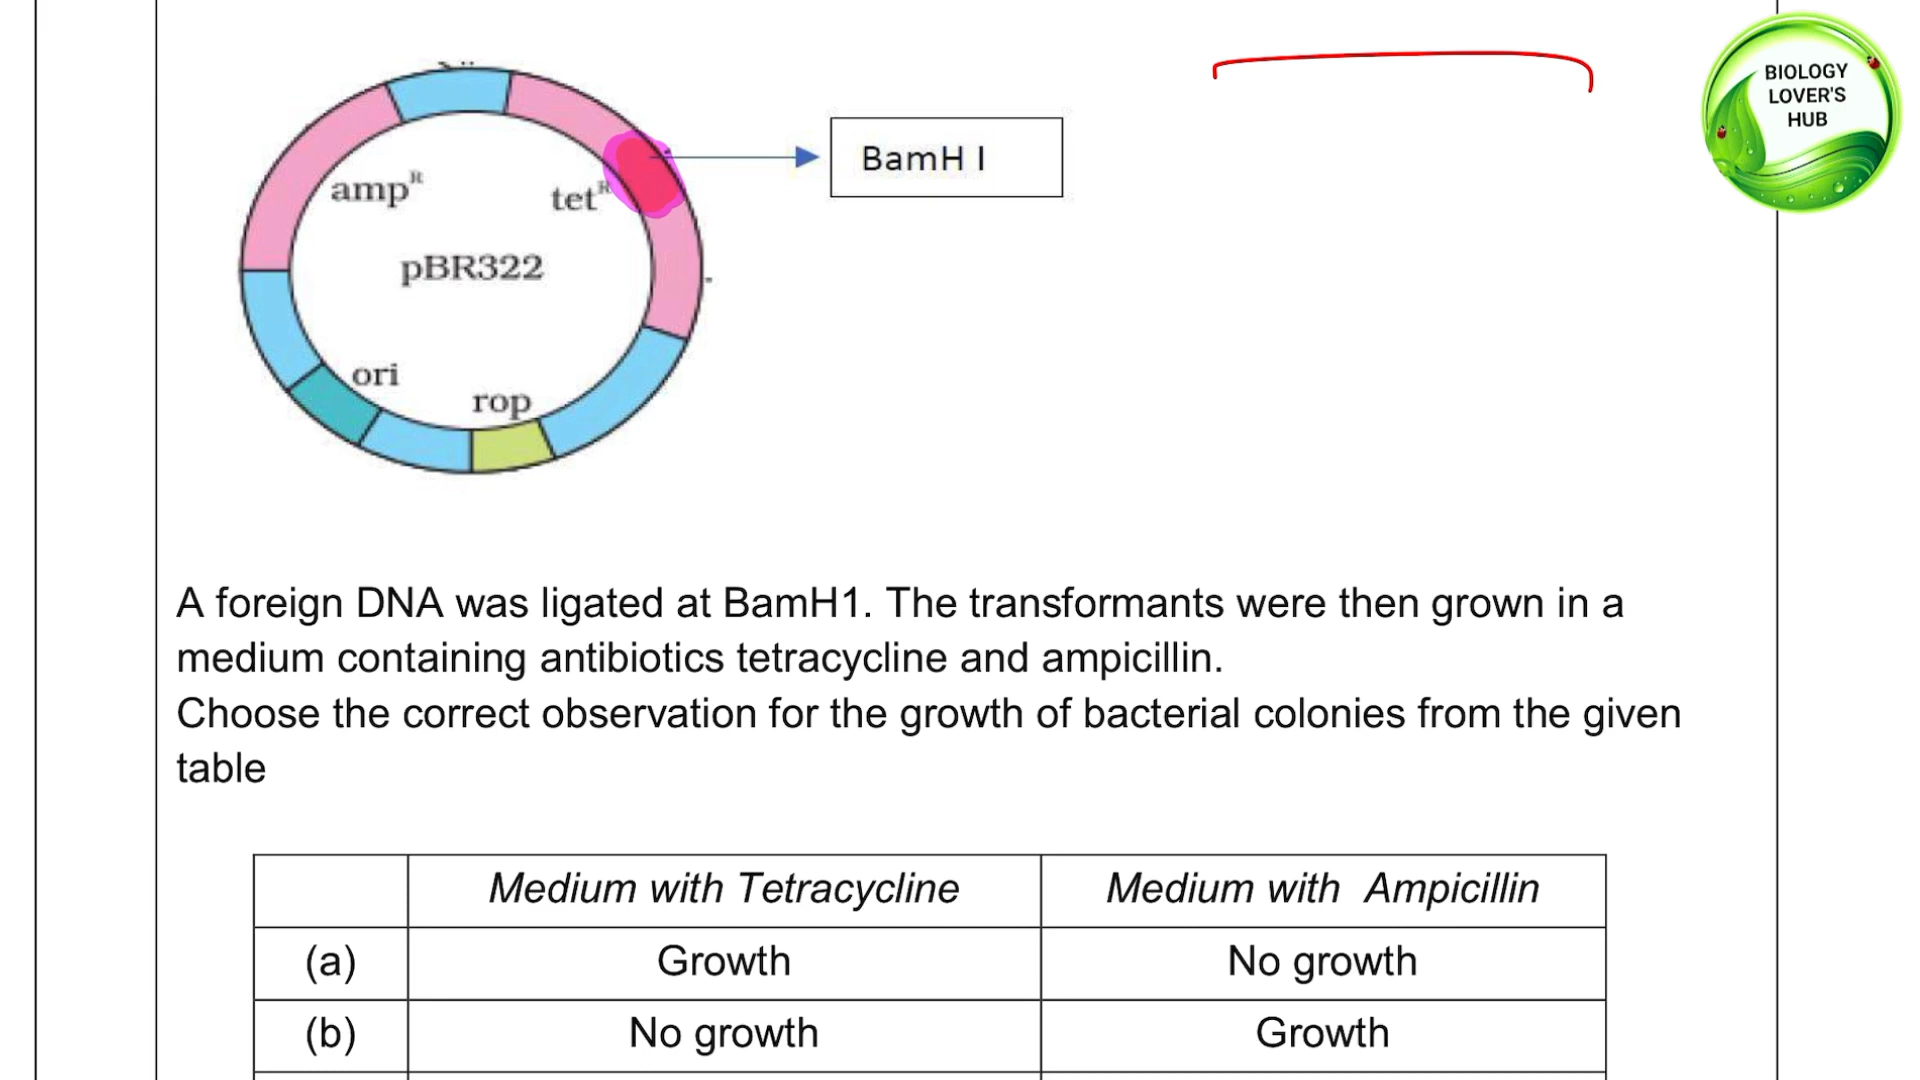 BIOLOGY
LOVER'S
HUB
BamH I
ampᴿ
tetᴿ
pBR322
ori
rop
A foreign DNA was ligated at BamH1. The transformants were then grown in a
medium containing antibiotics tetracycline and ampicillin.
Choose the correct observation for the growth of bacterial colonies from the given
table
Medium with Tetracycline Medium with Ampicillin
(a) Growth No growth
(b) No growth Growth